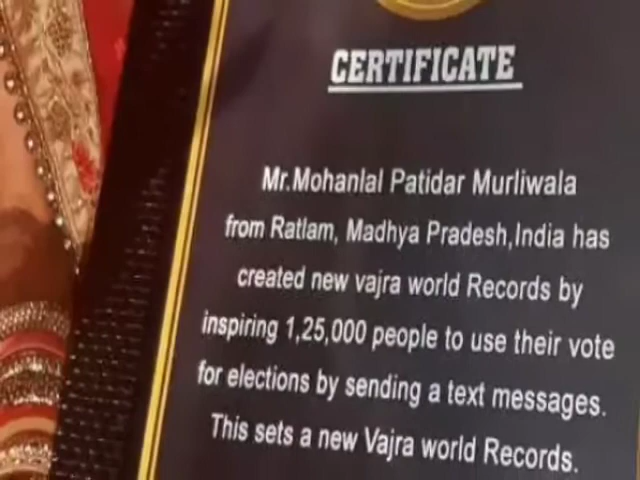 CERTIFICATE
Mr.Mohanlal Patidar Murliwala
from Ratlam, Madhya Pradesh,India has
created new vajra world Records by
inspiring 1,25,000 people to use their vote
for elections by sending a text messages.
This sets a new Vajra world Records.